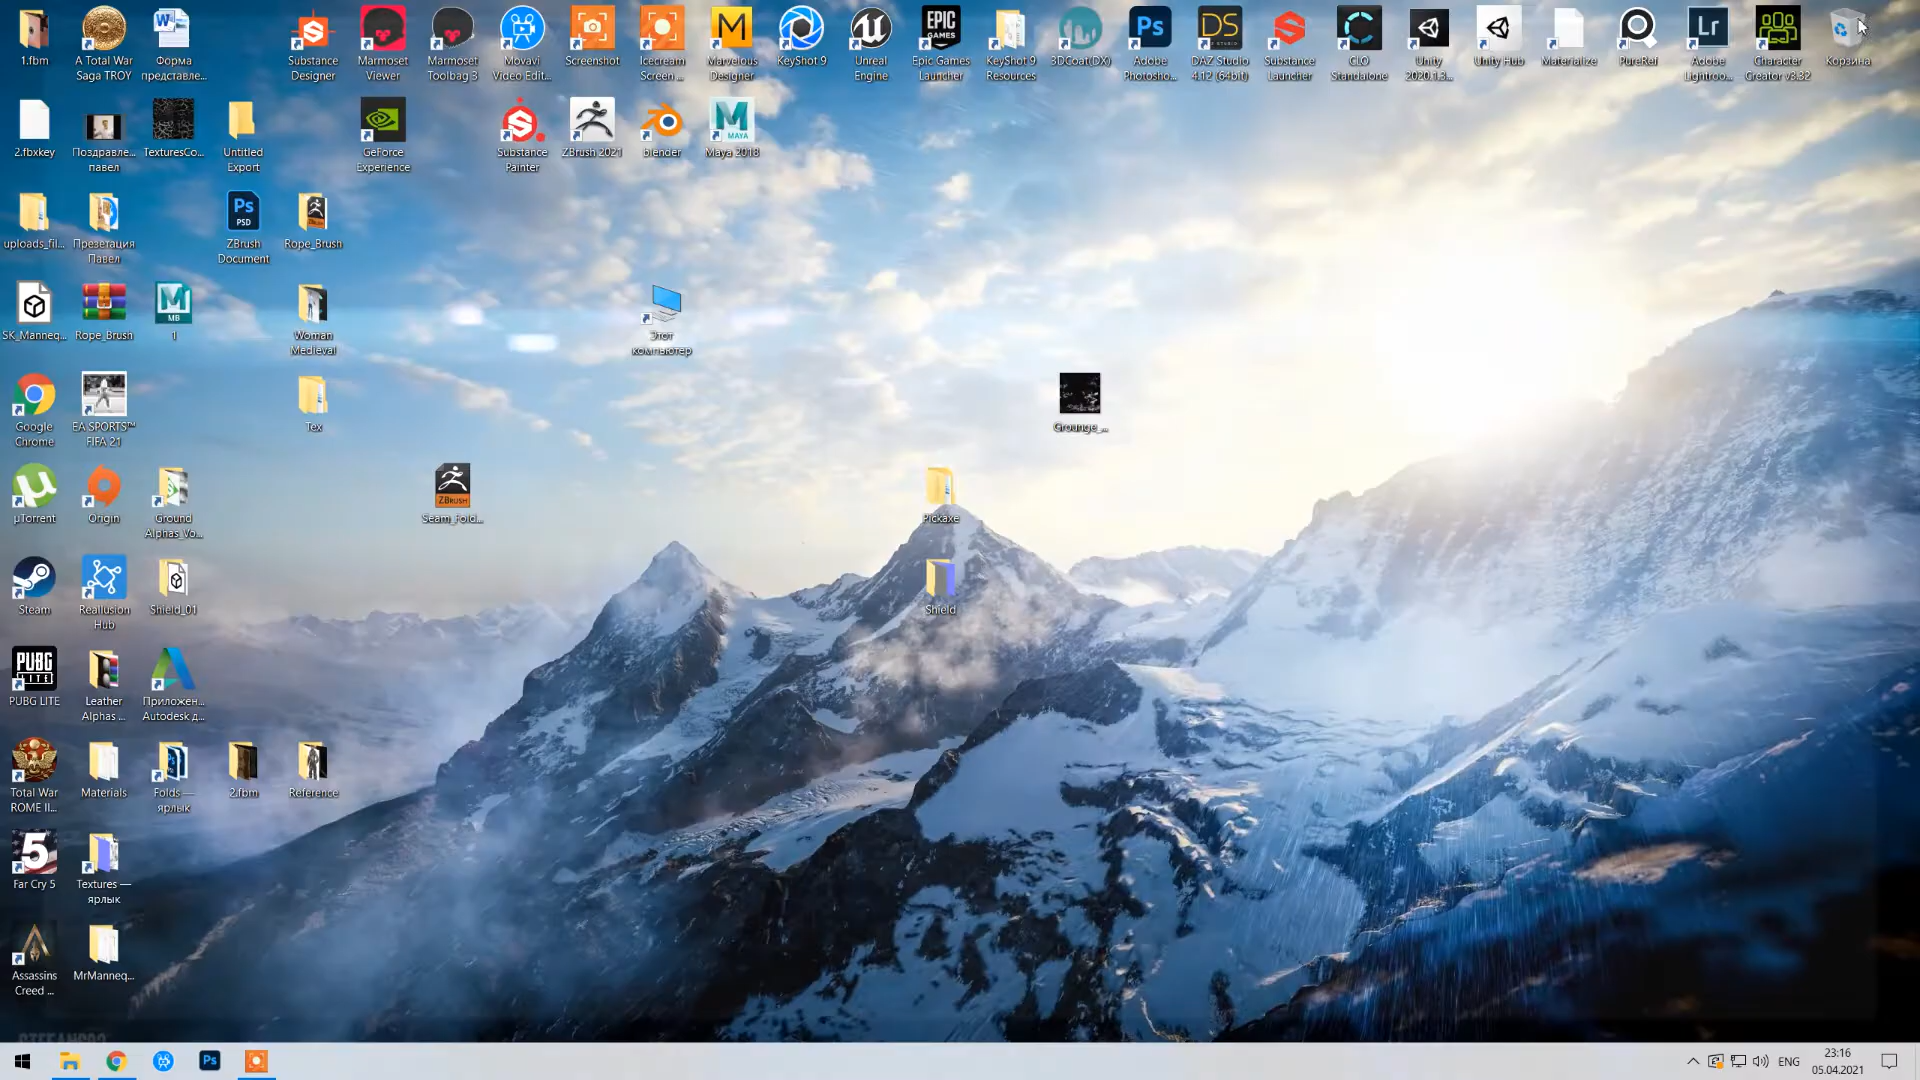 1.fbm
A Total War
Saga TROY
Форма
представле...
Substance
Designer
Marmoset
Viewer
Marmoset
Toolbag 3
Movavi
Video Edit...
Screenshot
Icecream
Screen ...
Marvelous
Designer
KeyShot 9
Unreal
Engine
Epic Games
Launcher
KeyShot 9
Resources
3DCoat(DX)
Adobe
Photosho...
DAZ Studio
4.12 (64bit)
Substance
Launcher
CLO
Standalone
Unity
2020.1.3...
Unity Hub
Materialize
PureRef
Adobe
Lightroo...
Character
Creator v3.32
Корзина
2.fbxkey
Поздравле...
павел
TexturesCo...
Untitled
Export
GeForce
Experience
Substance
Painter
ZBrush 2021
blender
Maya 2018
uploads_fil...
Презетация
Павел
ZBrush
Document
Rope_Brush
SK_Manneq...
Rope_Brush
1
Woman
Medieval
Этот
компьютер
Google
Chrome
EA SPORTS™
FIFA 21
Tex
Grounge_...
µTorrent
Origin
Ground
Alphas_Vo...
Seam_Fold...
Pickaxe
Steam
Reallusion
Hub
Shield_01
Shield
PUBG LITE
Leather
Alphas ...
Приложен...
Autodesk д...
Total War
ROME II...
Materials
Folds —
ярлык
2.fbm
Reference
Far Cry 5
Textures —
ярлык
Assassins
Creed ...
MrManneq...
ENG
23:16
05.04.2021